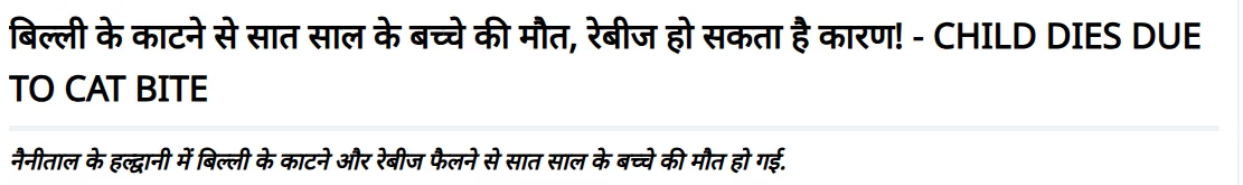 बिल्ली के काटने से सात साल के बच्चे की मौत, रेबीज हो सकता है कारण! - CHILD DIES DUE
TO CAT BITE
नैनीताल के हल्द्वानी में बिल्ली के काटने और रेबीज फैलने से सात साल के बच्चे की मौत हो गई.